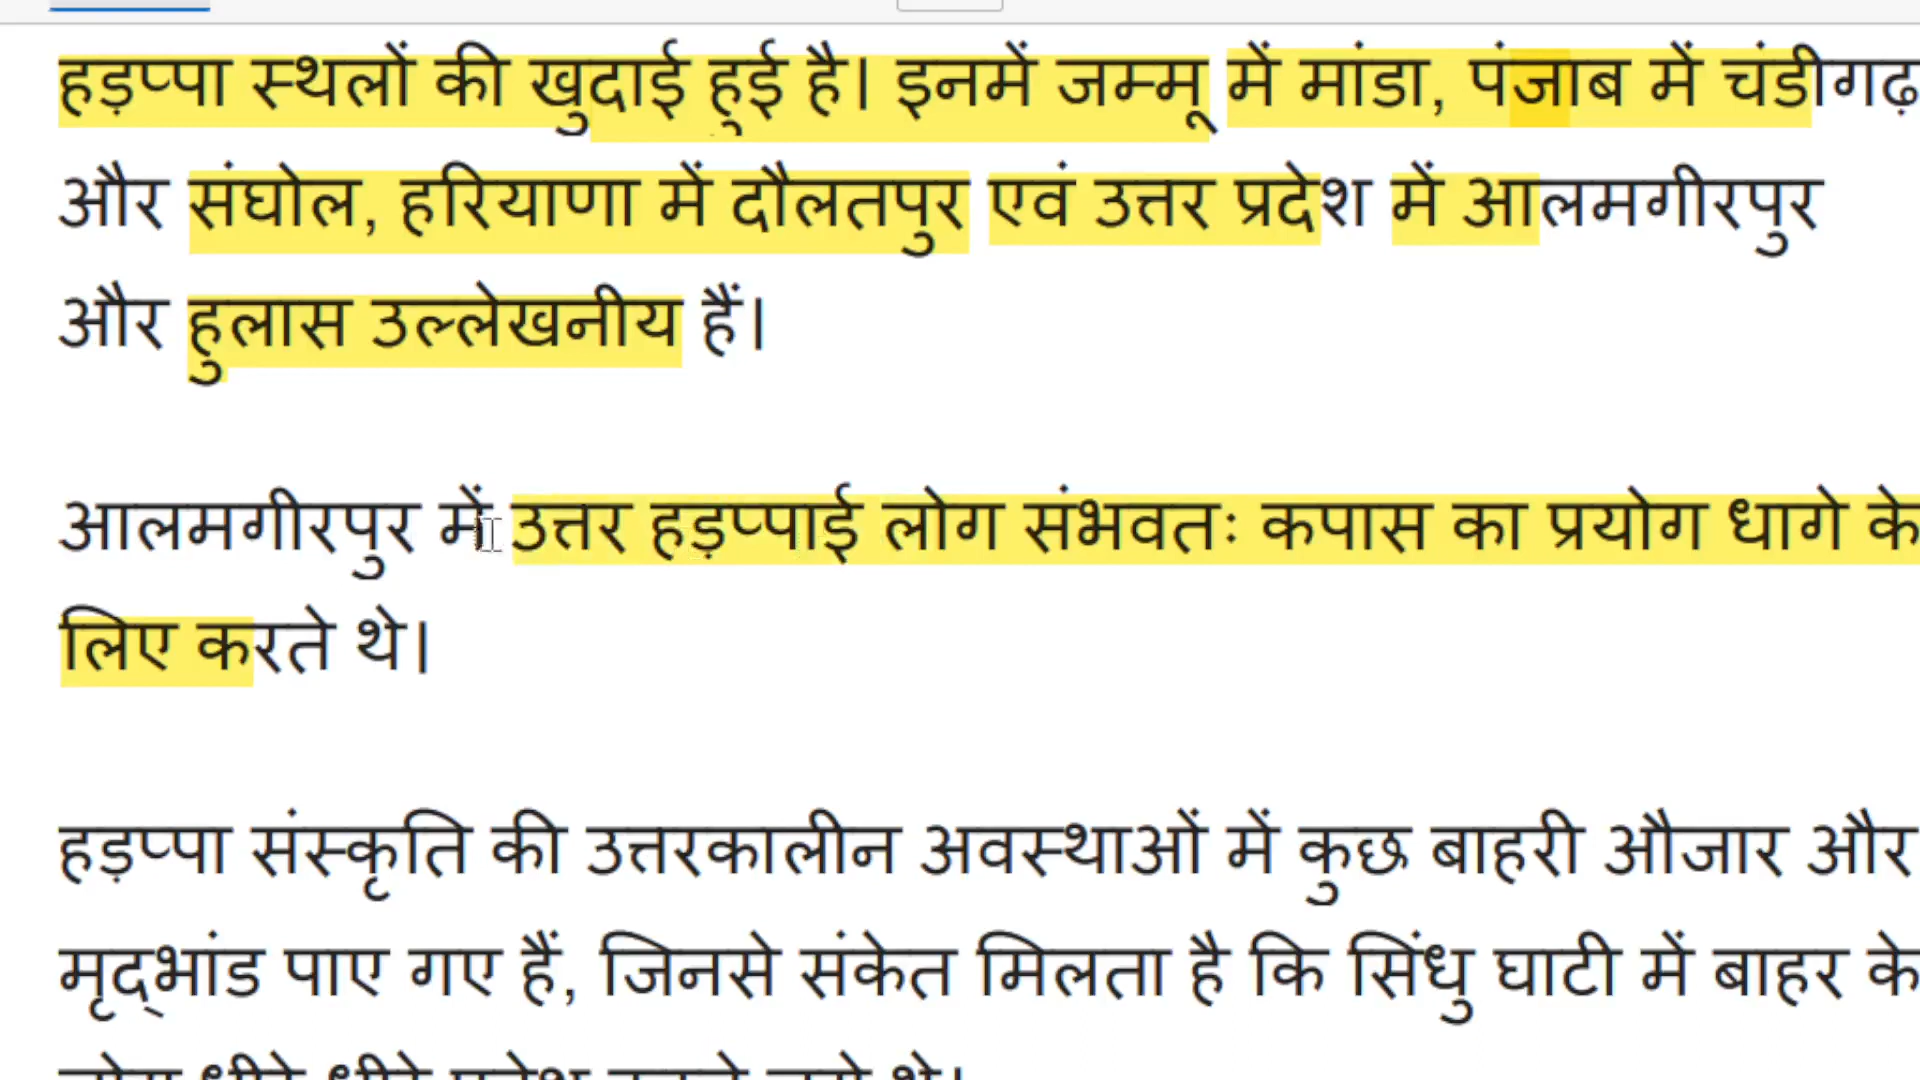 हड़प्पा स्थलों की खुदाई हुई है। इनमें जम्मू में मांडा, पंजाब में चंडीगढ़
और संघोल, हरियाणा में दौलतपुर एवं उत्तर प्रदेश में आलमगीरपुर
और हुलास उल्लेखनीय हैं।
आलमगीरपुर में उत्तर हड़प्पाई लोग संभवतः कपास का प्रयोग धागे के
लिए करते थे।
हड़प्पा संस्कृति की उत्तरकालीन अवस्थाओं में कुछ बाहरी औजार और
मृद्भांड पाए गए हैं, जिनसे संकेत मिलता है कि सिंधु घाटी में बाहर के